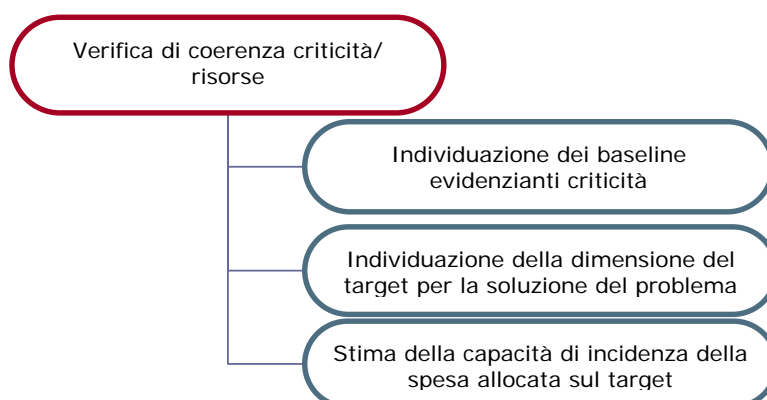 Verifica di coerenza criticità/
risorse
Individuazione dei baseline
evidenzianti criticità
Individuazione della dimensione del
target per la soluzione del problema
Stima della capacità di incidenza della
spesa allocata sul target